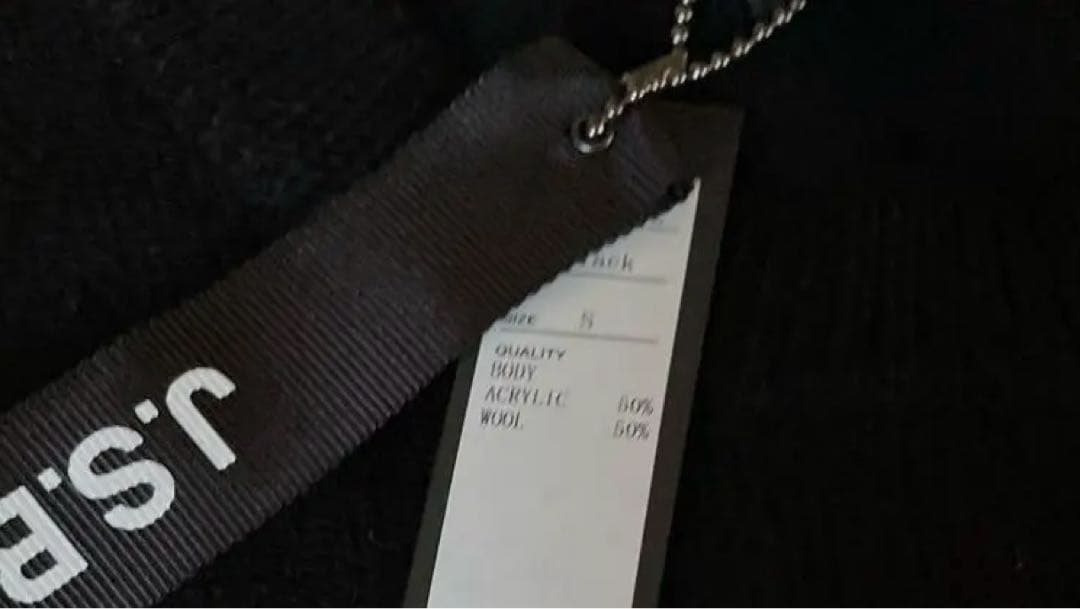 J.S.B
SIZE S
QUALITY
BODY
ACRYLIC 50%
WOOL 50%